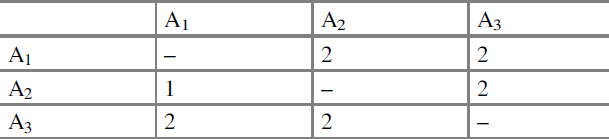 A₁ A₂ A₃
A₁ – 2 2
A₂ 1 – 2
A₃ 2 2 –